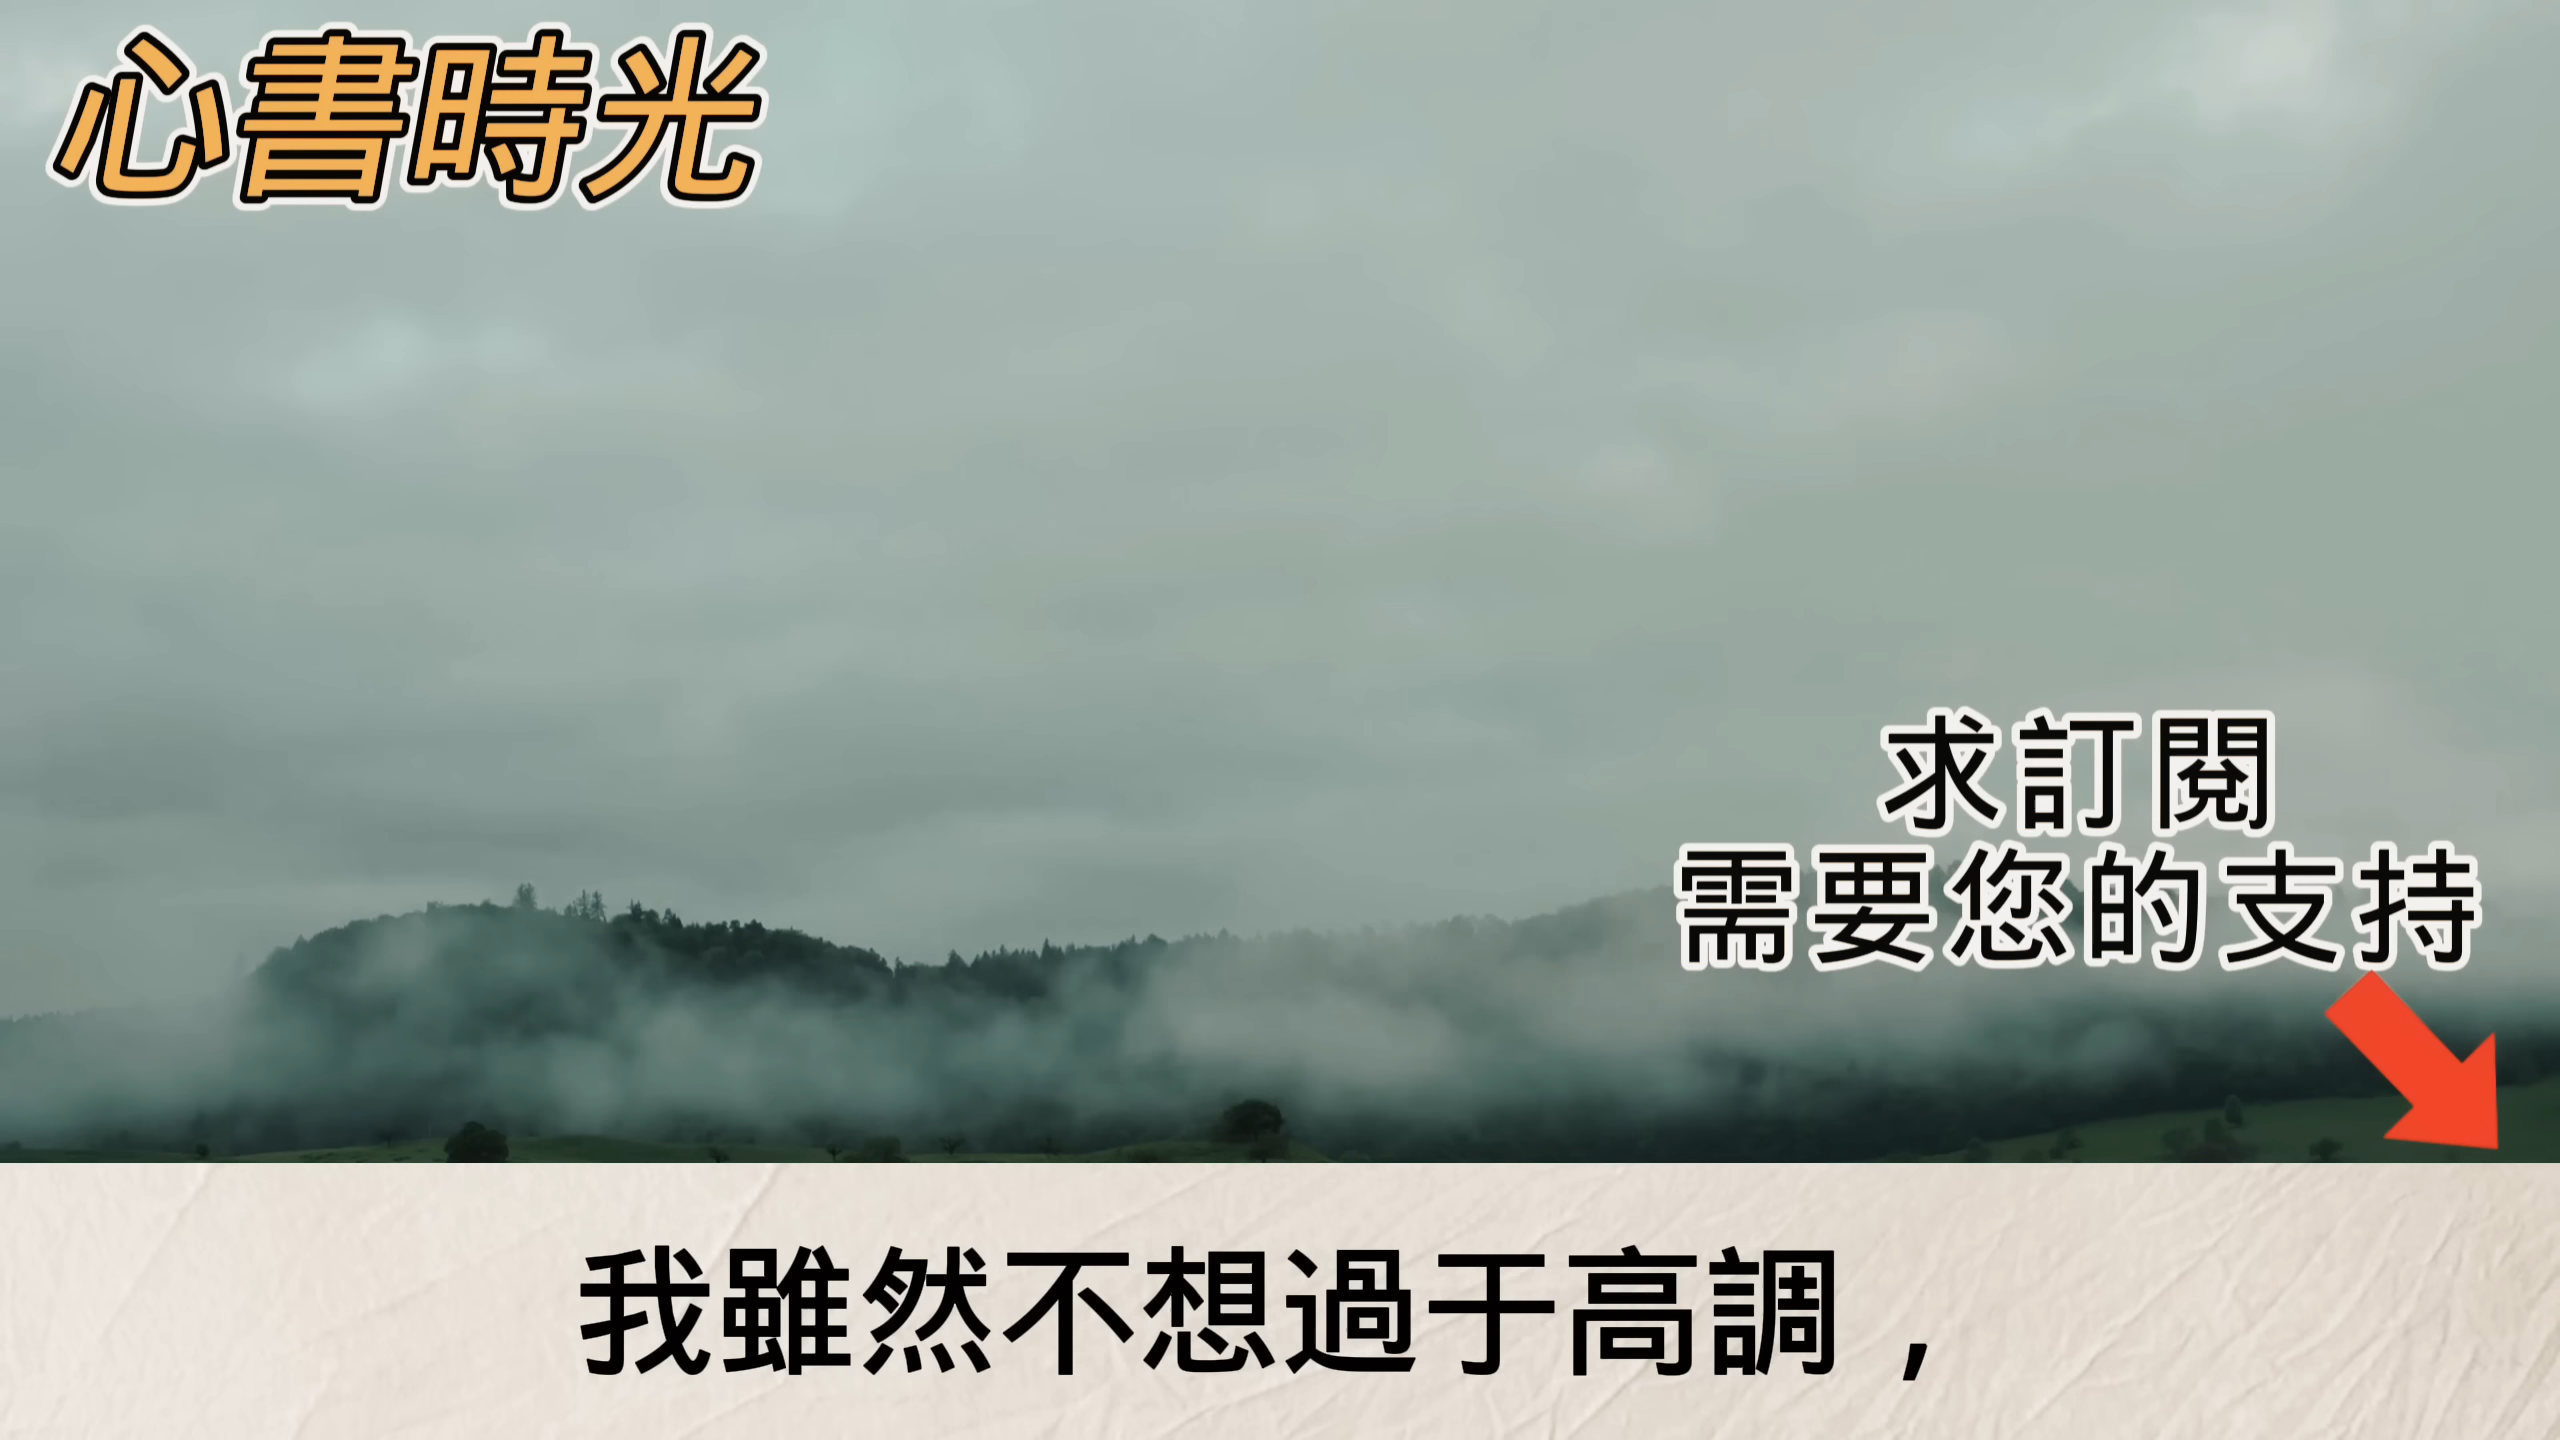 心書時光
求訂閱
需要您的支持
我雖然不想過于高調，